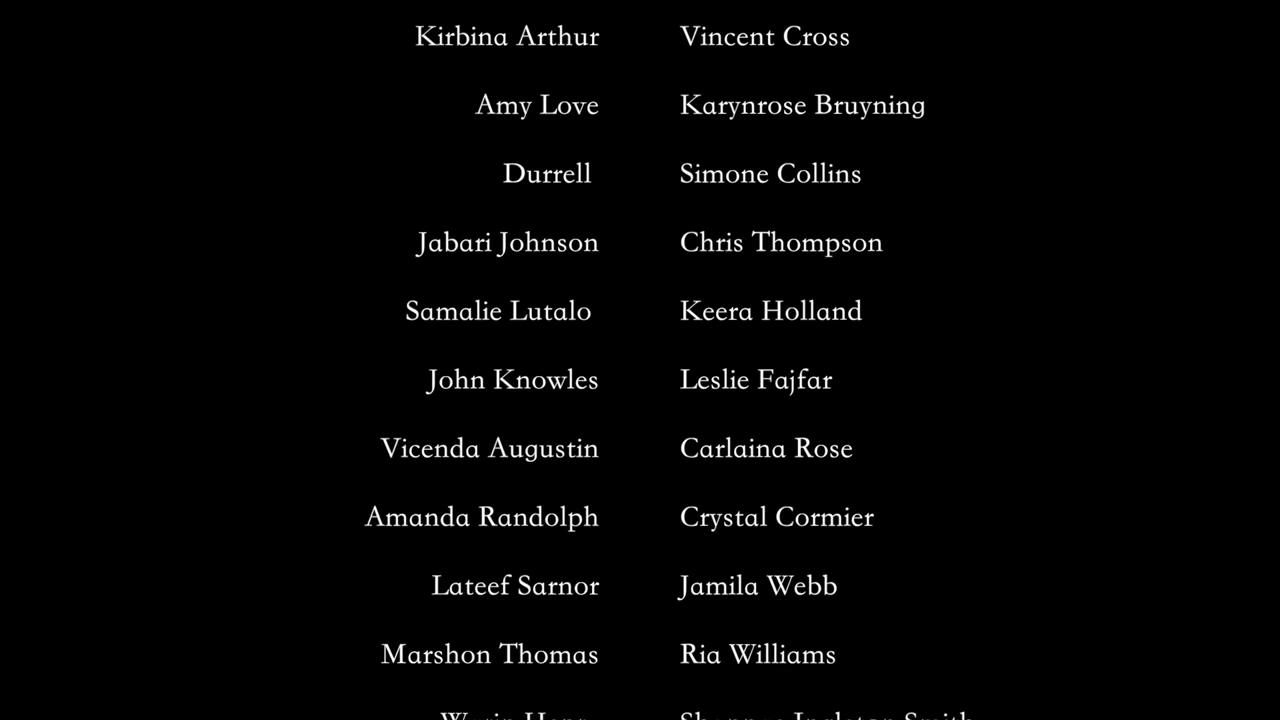 Kirbina Arthur Vincent Cross
Amy Love Karynrose Bruyning
Durrell Simone Collins
Jabari Johnson Chris Thompson
Samalie Lutalo Keera Holland
John Knowles Leslie Fajfar
Vicenda Augustin Carlaina Rose
Amanda Randolph Crystal Cormier
Lateef Sarnor Jamila Webb
Marshon Thomas Ria Williams
Smith